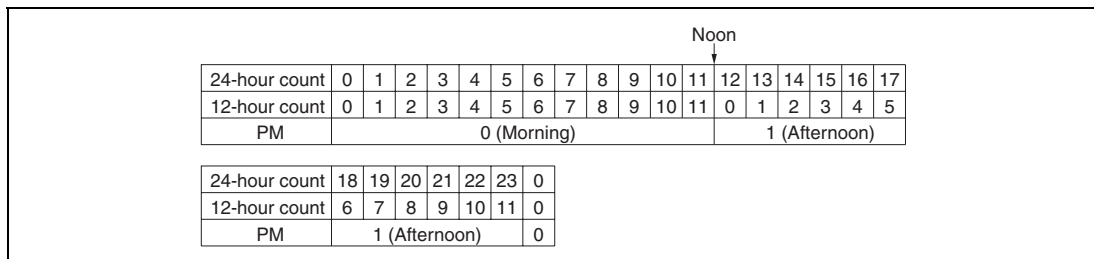 Noon
24-hour count 0 1 2 3 4 5 6 7 8 9 10 11 12 13 14 15 16 17
12-hour count 0 1 2 3 4 5 6 7 8 9 10 11 0 1 2 3 4 5
PM 0 (Morning) 1 (Afternoon)
24-hour count 18 19 20 21 22 23 0
12-hour count 6 7 8 9 10 11 0
PM 1 (Afternoon) 0